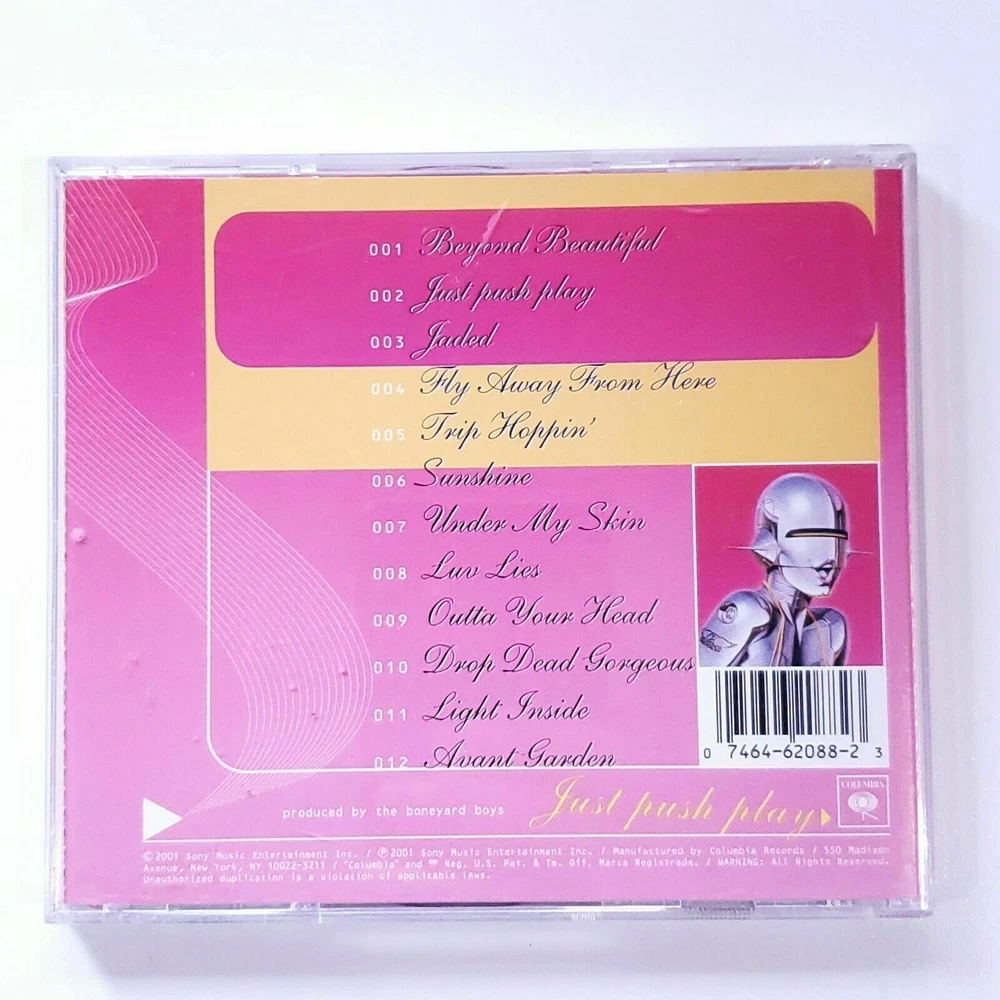 001 Beyond Beautiful
002 Just push play
003 Jaded
004 Fly Away From Here
005 Trip Hoppin'
006 Sunshine
007 Under My Skin
008 Luv Lies
009 Outta Your Head
010 Drop Dead Gorgeous
011 Light Inside
012 Avant Garden
0 7464-62088-2 3
produced by the boneyard boys
Just push play
COLUMBIA
©2001 Sony Music Entertainment Inc. / ℗2001 Sony Music Entertainment Inc. / Manufactured by Columbia Records / 550 Madison
Avenue, New York, NY 10022-3211 / "Columbia" and Reg. U.S. Pat. & Tm. Off. Marca Registrada. / WARNING: All Rights Reserved.
Unauthorized duplication is a violation of applicable laws.